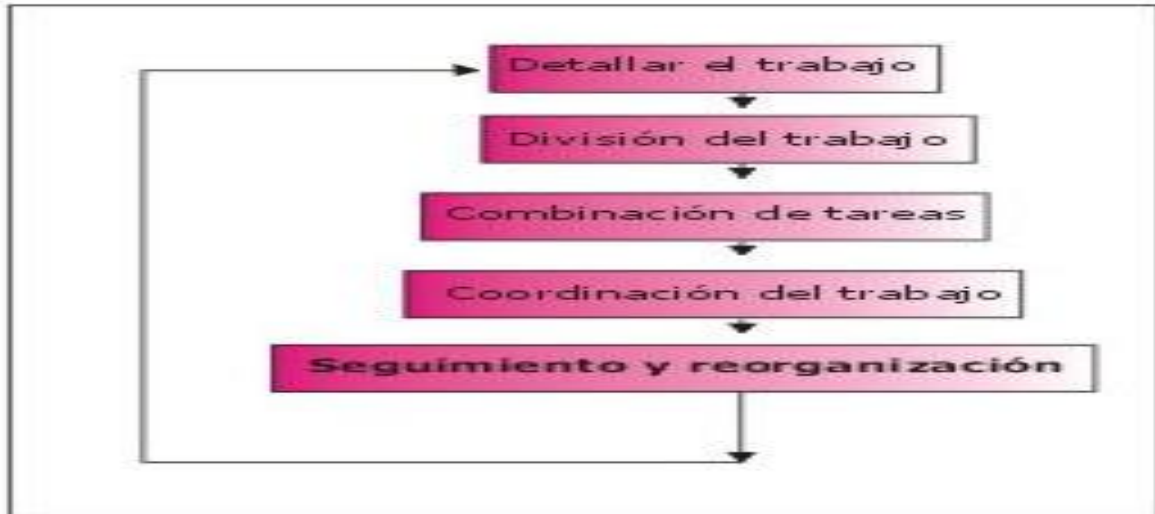 Detallar el trabajo
División del trabajo
Combinación de tareas
Coordinación del trabajo
Seguimiento y reorganización